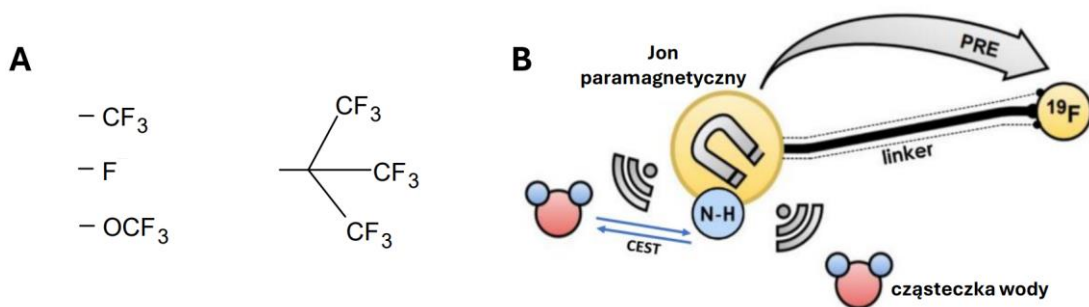 A
– CF₃
– F
– OCF₃
CF₃
CF₃
CF₃
B
Jon
paramagnetyczny
PRE
¹⁹F
linker
N-H
CEST
cząsteczka wody